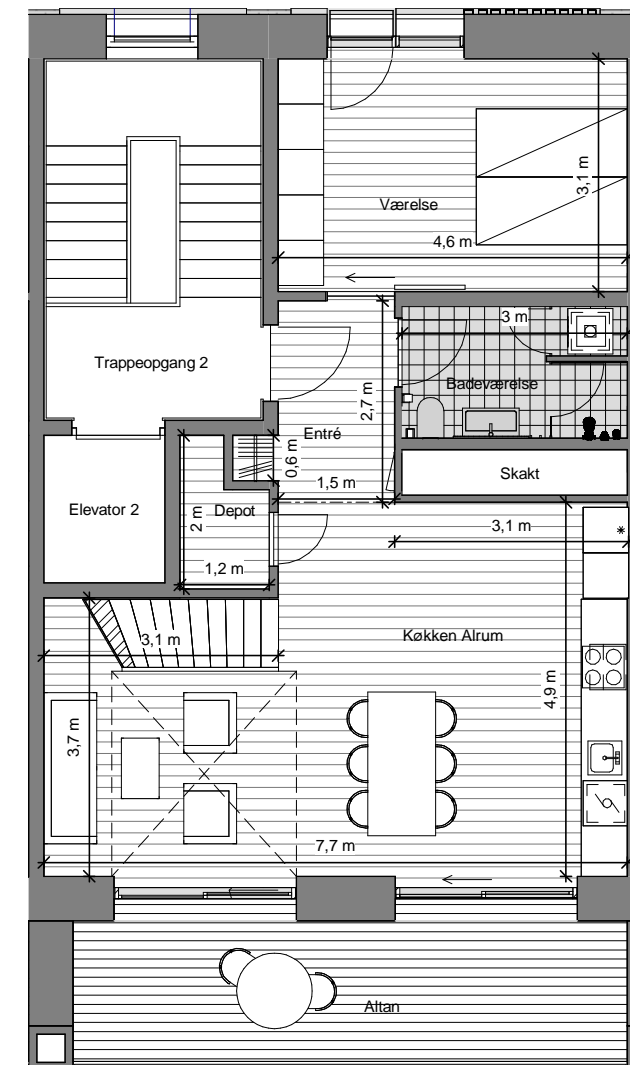 3,1 m
Værelse
4,6 m
3 m
Trappeopgang 2
Badeværelse
2,7 m
Entré
0,6 m
Skakt
1,5 m
Elevator 2
2 m
Depot
3,1 m
1,2 m
3,1 m
Køkken Alrum
4,9 m
3,7 m
7,7 m
Altan